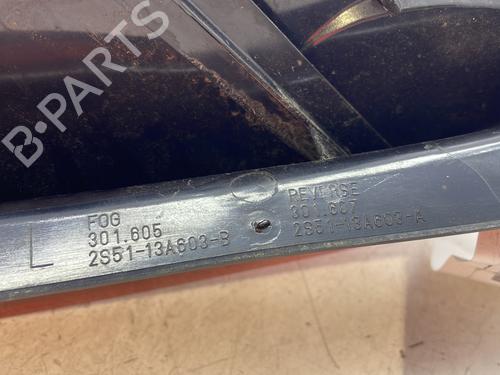 B-PARTS
L
FOG
301.605
2S51-13A603-B
REVERSE
301.607
2S51-13A603-A